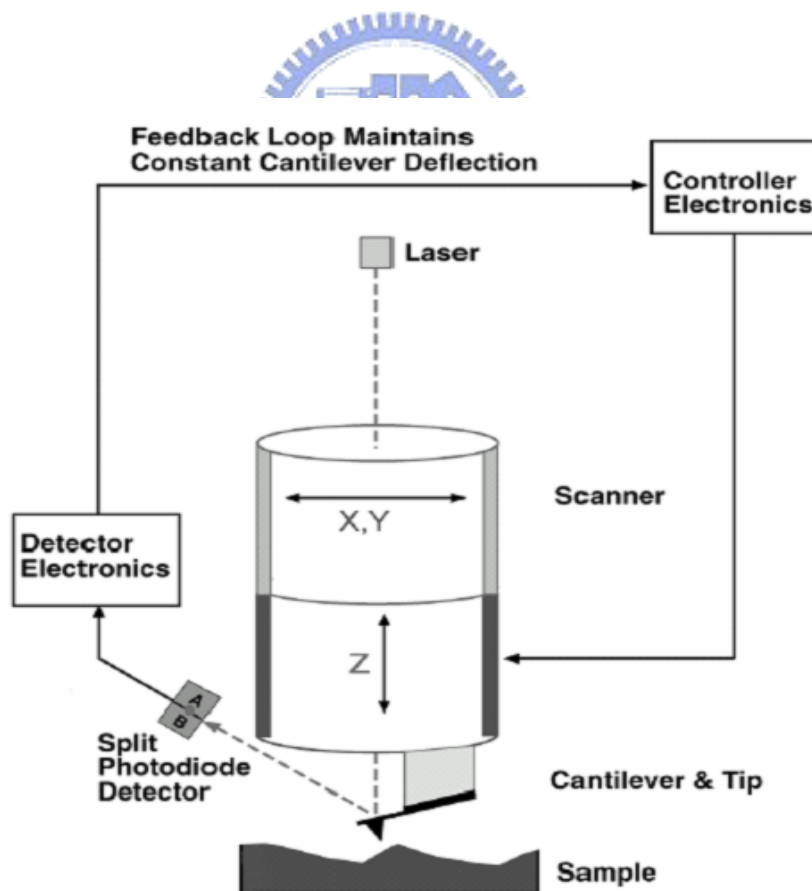 Feedback Loop Maintains
Constant Cantilever Deflection
Controller
Electronics
Laser
Scanner
X,Y
Detector
Electronics
Z
A
B
Split
Photodiode
Detector
Cantilever & Tip
Sample